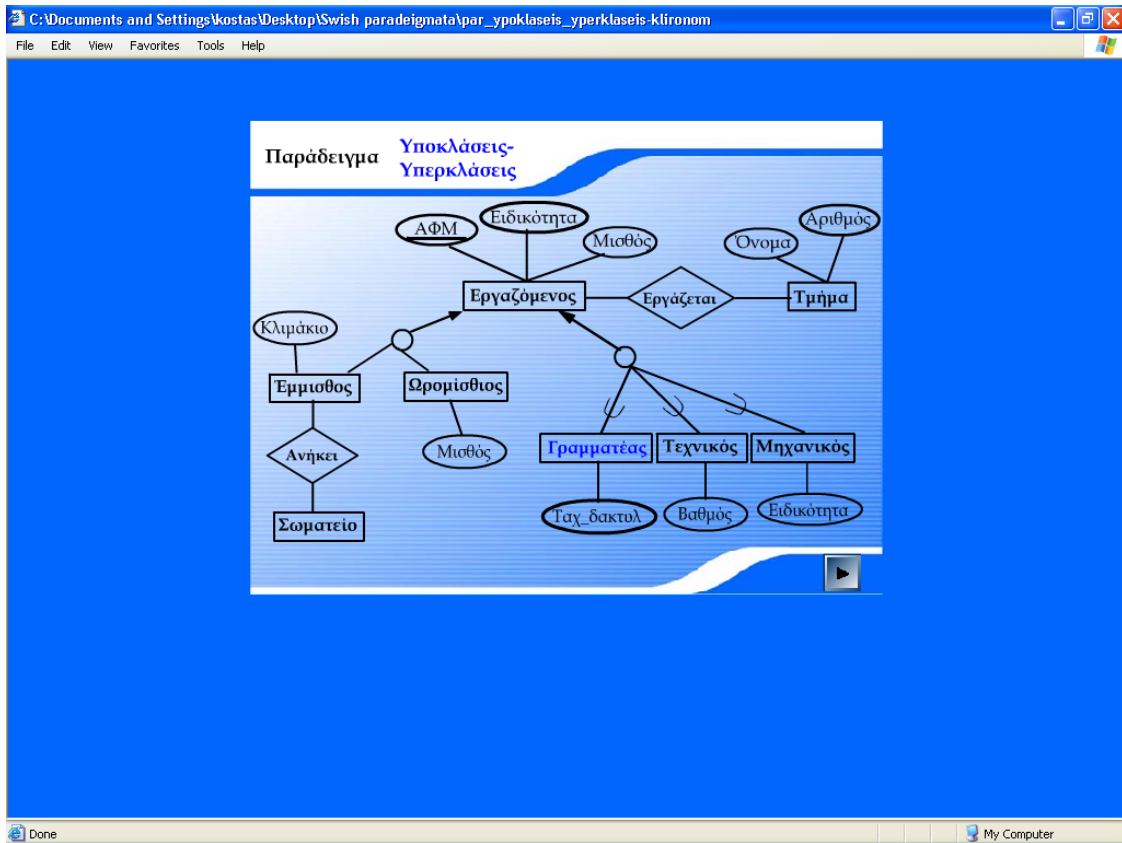 C:\Documents and Settings\kostas\Desktop\Swish paradeigmata\par_ypoklaseis_yperklaseis-klironom
File Edit View Favorites Tools Help
Παράδειγμα
Υποκλάσεις-
Υπερκλάσεις
ΑΦΜ
Ειδικότητα
Μισθός
Όνομα
Αριθμός
Εργαζόμενος
Εργάζεται
Τμήμα
Κλιμάκιο
Έμμισθος
Ωρομίσθιος
Ανήκει
Μισθός
Γραμματέας
Τεχνικός
Μηχανικός
Σωματείο
Ταχ_δακτυλ
Βαθμός
Ειδικότητα
Done
My Computer